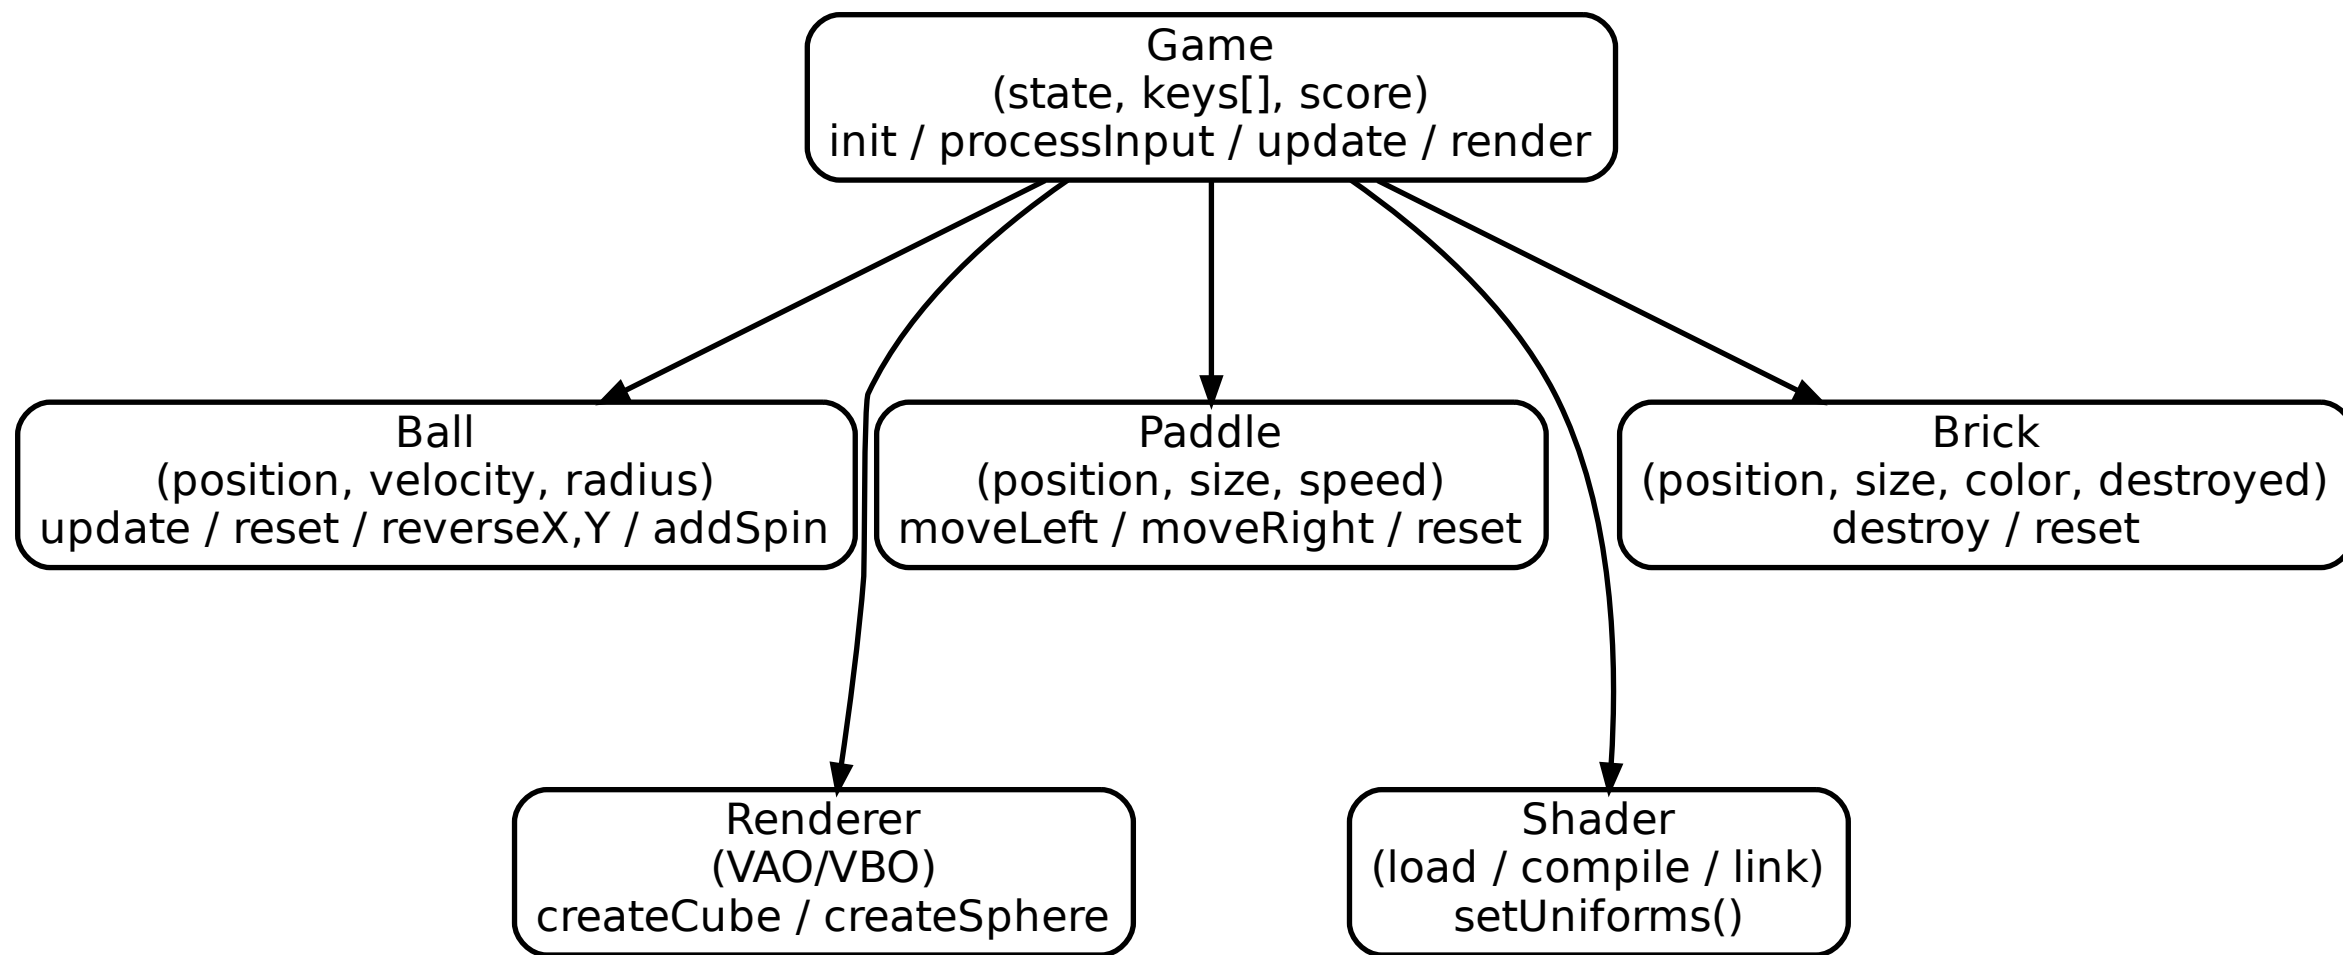 Game
(state, keys[], score)
init / processInput / update / render
Ball
(position, velocity, radius)
update / reset / reverseX,Y / addSpin
Paddle
(position, size, speed)
moveLeft / moveRight / reset
Brick
(position, size, color, destroyed)
destroy / reset
Renderer
(VAO/VBO)
createCube / createSphere
Shader
(load / compile / link)
setUniforms()